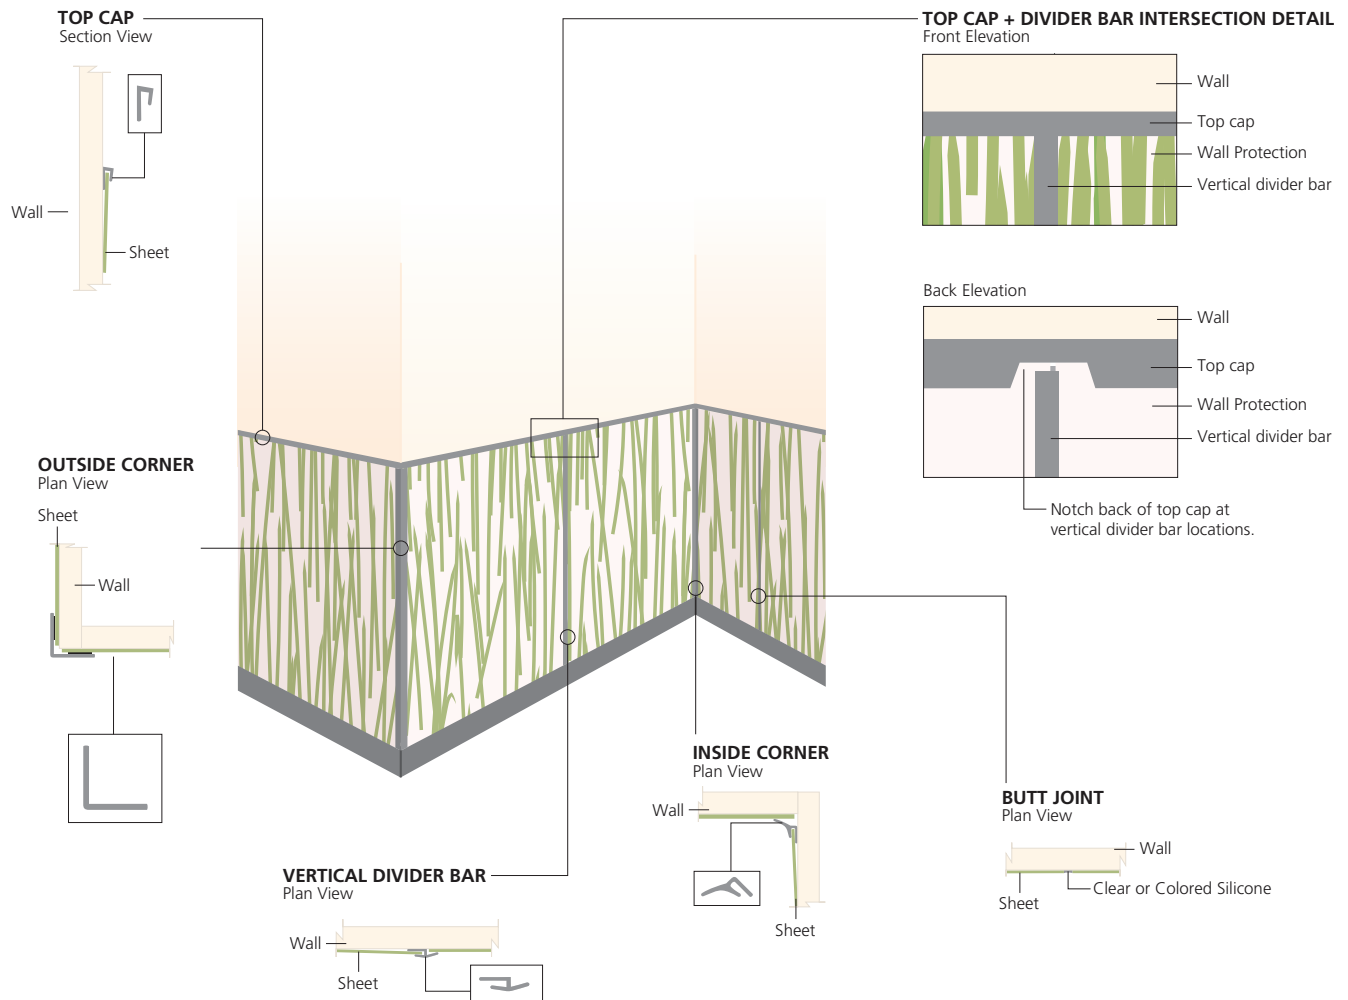 TOP CAP
Section View
Wall
Sheet
TOP CAP + DIVIDER BAR INTERSECTION DETAIL
Front Elevation
Wall
Top cap
Wall Protection
Vertical divider bar
Back Elevation
Wall
Top cap
Wall Protection
Vertical divider bar
Notch back of top cap at
vertical divider bar locations.
OUTSIDE CORNER
Plan View
Sheet
Wall
INSIDE CORNER
Plan View
Wall
Sheet
BUTT JOINT
Plan View
Wall
Clear or Colored Silicone
Sheet
VERTICAL DIVIDER BAR
Plan View
Wall
Sheet